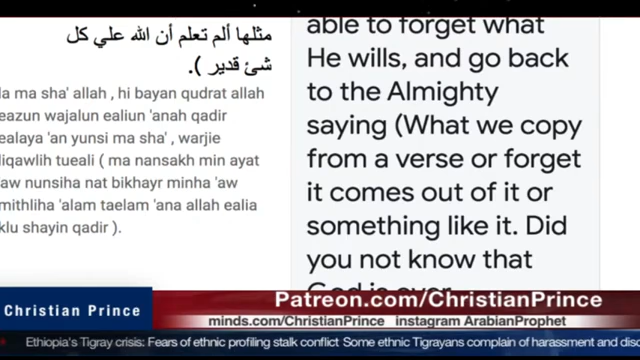 مثلها ألم تعلم أن الله علي كل
شئ قدير ).
la ma sha' allah , hi bayan qudrat allah
eazun wajalun ealiun 'anah qadir
ealaya 'an yunsi ma sha' , warjie
liqawlih tueali ( ma nansakh min ayat
'aw nunsiha nat bikhayr minha 'aw
mithliha 'alam taelam 'ana allah ealia
klu shayin qadir ).
able to forget what
He wills, and go back
to the Almighty
saying (What we copy
from a verse or forget
it comes out of it or
something like it. Did
you not know that
God is over
Christian Prince
Patreon.com/ChristianPrince
minds.com/ChristianPrince instagram ArabianProphet
Ethiopia's Tigray crisis: Fears of ethnic profiling stalk conflict Some ethnic Tigrayans complain of harassment and disc